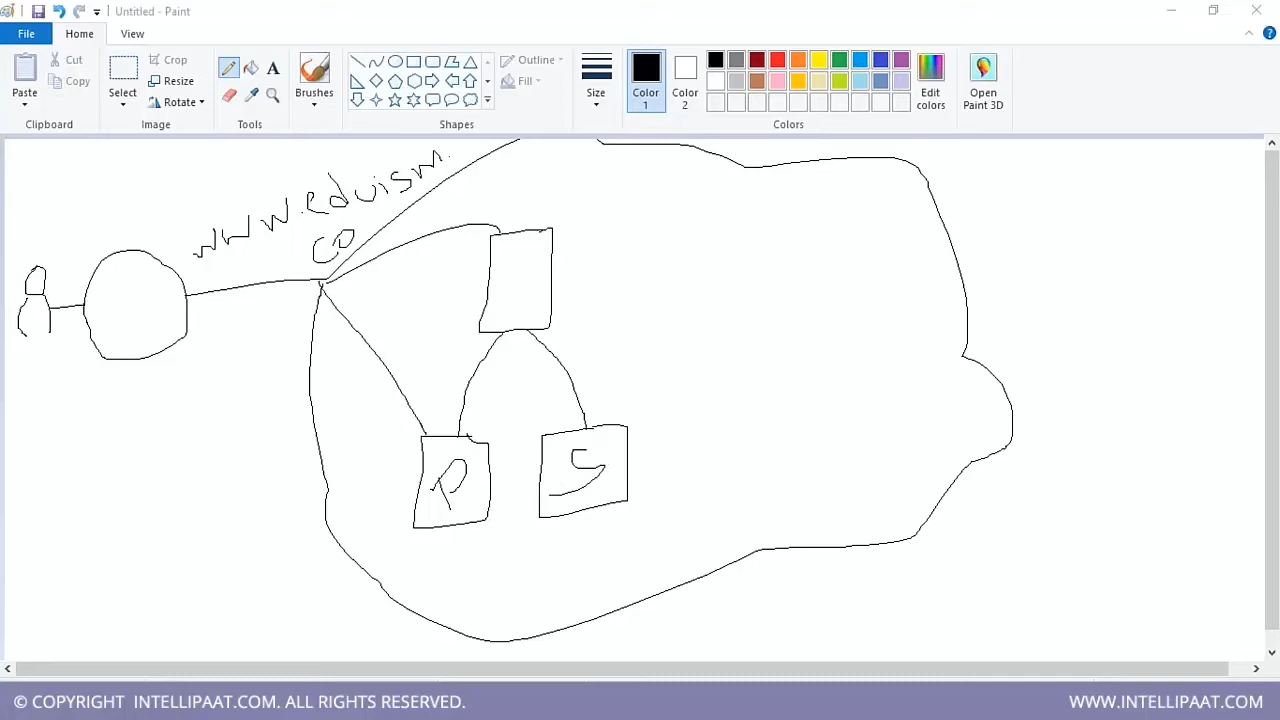 Untitled - Paint
File Home View
Paste
Cut
Copy
Clipboard
Select
Crop
Resize
Rotate
Image
A
Tools
Brushes
Outline
Fill
Shapes
Size
Color 1
Color 2
Edit colors
Colors
Open Paint 3D
www.eduism.
co
P
S
© COPYRIGHT INTELLIPAAT.COM. ALL RIGHTS RESERVED.
WWW.INTELLIPAAT.COM